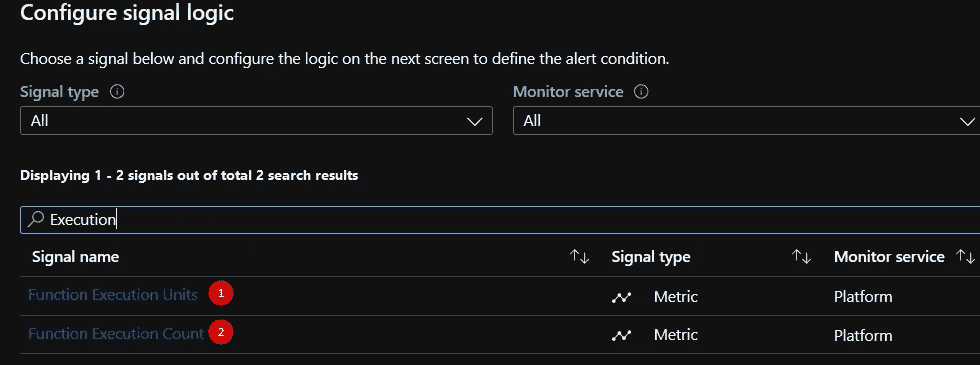 Configure signal logic
Choose a signal below and configure the logic on the next screen to define the alert condition.
Signal type Monitor service
All All
Displaying 1 - 2 signals out of total 2 search results
Execution
Signal name Signal type Monitor service
Function Execution Units 1 Metric Platform
Function Execution Count 2 Metric Platform